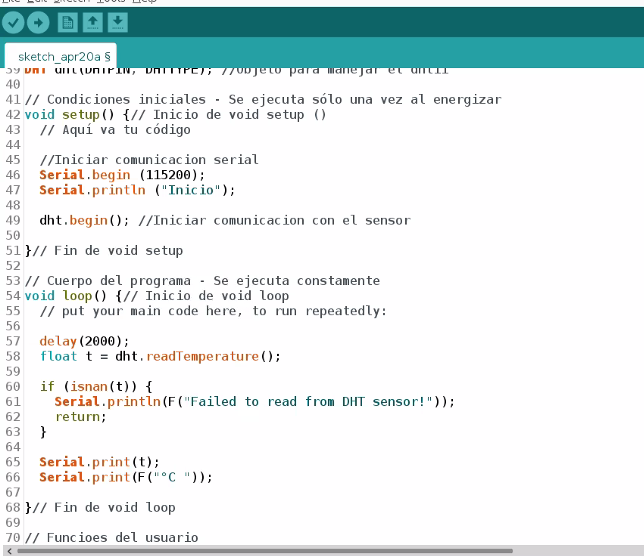 File Edit Sketch Tools Help
sketch_apr20a §
39 DHT dht(DHTPIN, DHTTYPE); //Objeto para manejar el dht11
40
41 // Condiciones iniciales - Se ejecuta sólo una vez al energizar
42 void setup() {// Inicio de void setup ()
43 // Aquí va tu código
44
45 //Iniciar comunicacion serial
46 Serial.begin (115200);
47 Serial.println ("Inicio");
48
49 dht.begin(); //Iniciar comunicacion con el sensor
50
51 }// Fin de void setup
52
53 // Cuerpo del programa - Se ejecuta constamente
54 void loop() {// Inicio de void loop
55 // put your main code here, to run repeatedly:
56
57 delay(2000);
58 float t = dht.readTemperature();
59
60 if (isnan(t)) {
61 Serial.println(F("Failed to read from DHT sensor!"));
62 return;
63 }
64
65 Serial.print(t);
66 Serial.print(F("°C "));
67
68 }// Fin de void loop
69
70 // Funcioes del usuario